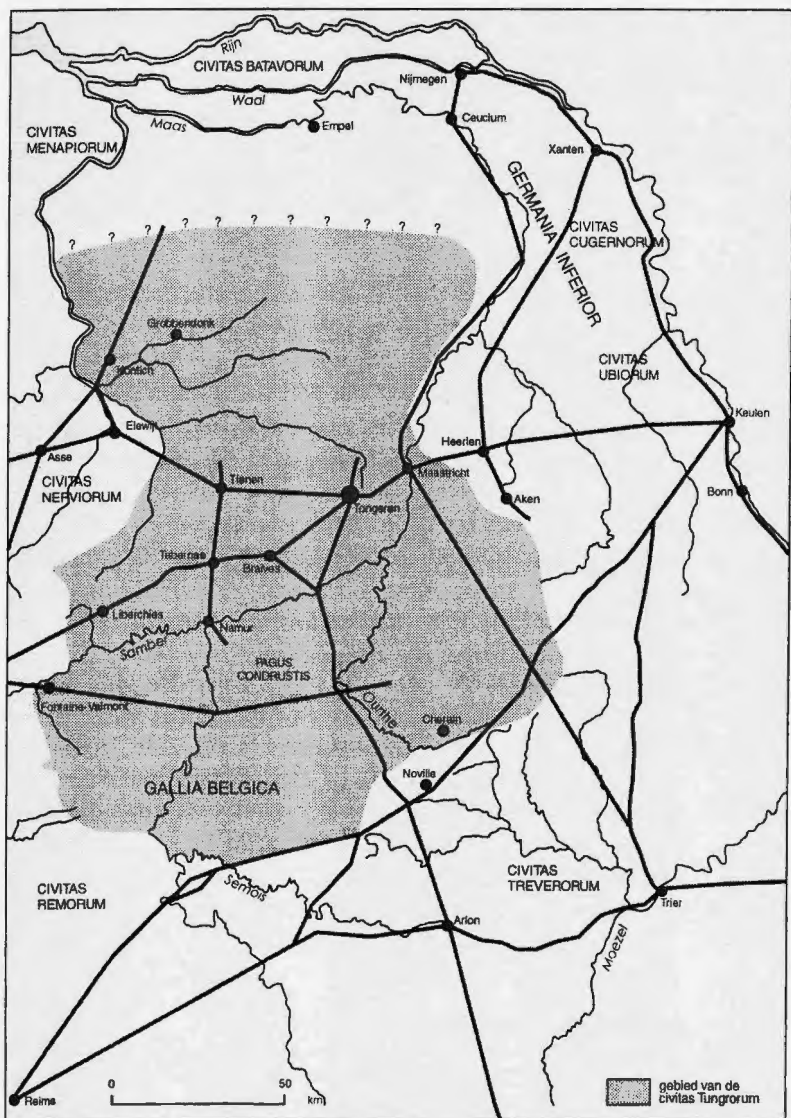 Rijn
CIVITAS BATAVORUM
Nijmegen
Waal
Maas
Empel
Ceuclum
CIVITAS
MENAPIORUM
Xanten
GERMANIA INFERIOR
CIVITAS
CUGERNORUM
? ? ? ? ? ? ? ? ? ? ?
Grobbendonk
Kontich
CIVITAS
UBIORUM
Elewijt
Keulen
Asse
Heerlen
Maastricht
CIVITAS
NERVIORUM
Tienen
Tongeren
Aken
Bonn
Tabernae
Braives
Liberchies
Namur
Samber
PAGUS
CONDRUSTIS
Fontaine-Valmont
Ourthe
Cherain
GALLIA BELGICA
Noville
CIVITAS
REMORUM
Semois
CIVITAS
TREVERORUM
Trier
Arlon
Moezel
Reims
0 50
km
gebied van de
civitas Tungrorum